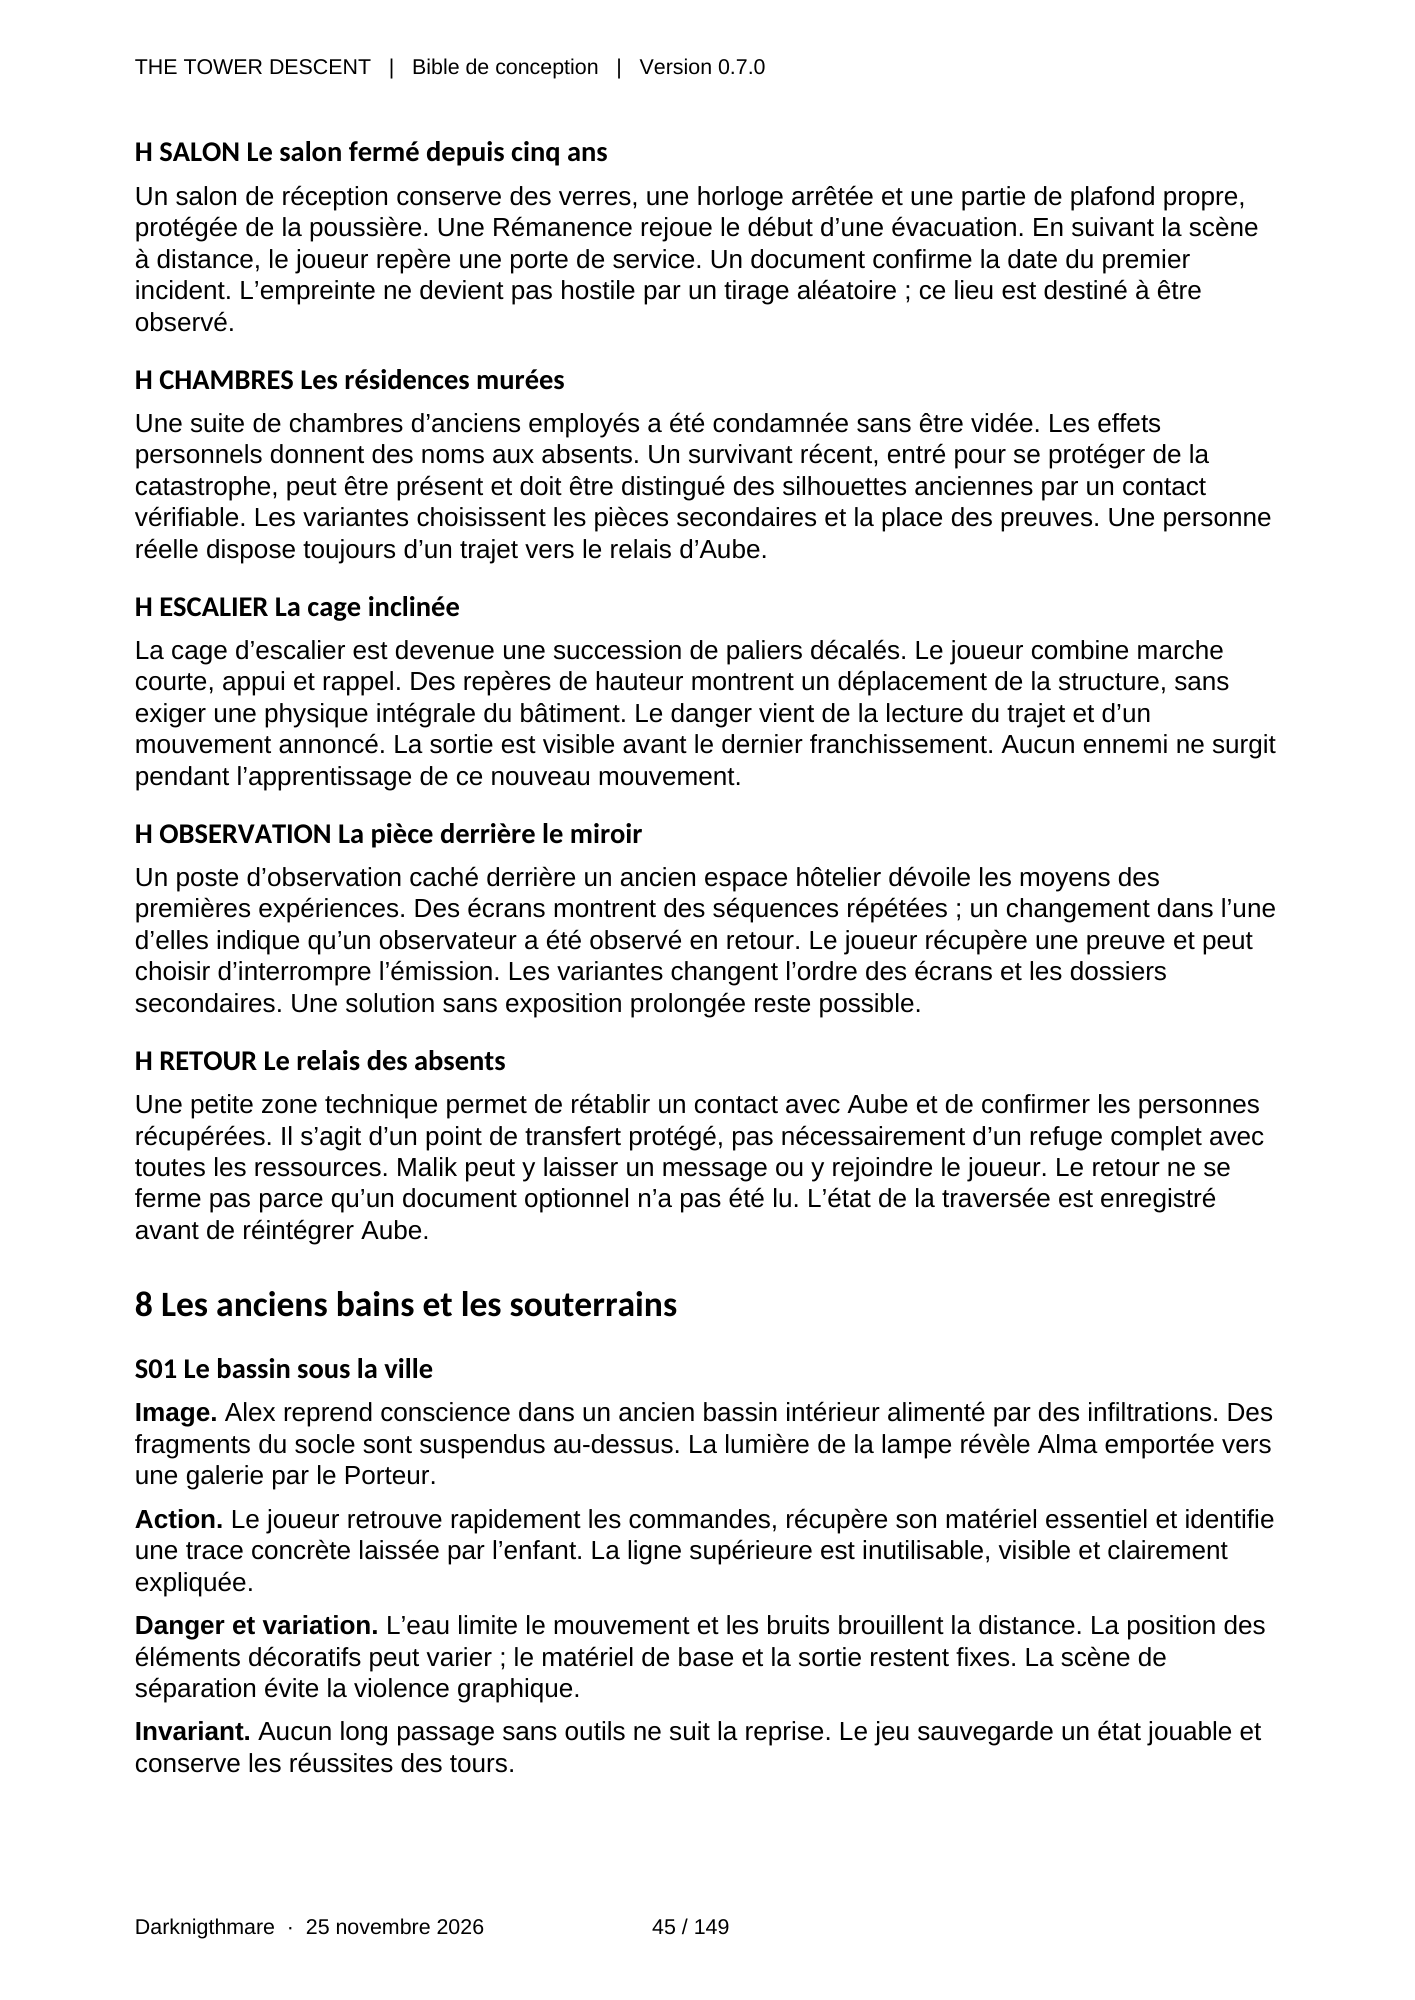 THE TOWER DESCENT | Bible de conception | Version 0.7.0
H SALON Le salon fermé depuis cinq ans
Un salon de réception conserve des verres, une horloge arrêtée et une partie de plafond propre,
protégée de la poussière. Une Rémanence rejoue le début d’une évacuation. En suivant la scène
à distance, le joueur repère une porte de service. Un document confirme la date du premier
incident. L’empreinte ne devient pas hostile par un tirage aléatoire ; ce lieu est destiné à être
observé.
H CHAMBRES Les résidences murées
Une suite de chambres d’anciens employés a été condamnée sans être vidée. Les effets
personnels donnent des noms aux absents. Un survivant récent, entré pour se protéger de la
catastrophe, peut être présent et doit être distingué des silhouettes anciennes par un contact
vérifiable. Les variantes choisissent les pièces secondaires et la place des preuves. Une personne
réelle dispose toujours d’un trajet vers le relais d’Aube.
H ESCALIER La cage inclinée
La cage d’escalier est devenue une succession de paliers décalés. Le joueur combine marche
courte, appui et rappel. Des repères de hauteur montrent un déplacement de la structure, sans
exiger une physique intégrale du bâtiment. Le danger vient de la lecture du trajet et d’un
mouvement annoncé. La sortie est visible avant le dernier franchissement. Aucun ennemi ne surgit
pendant l’apprentissage de ce nouveau mouvement.
H OBSERVATION La pièce derrière le miroir
Un poste d’observation caché derrière un ancien espace hôtelier dévoile les moyens des
premières expériences. Des écrans montrent des séquences répétées ; un changement dans l’une
d’elles indique qu’un observateur a été observé en retour. Le joueur récupère une preuve et peut
choisir d’interrompre l’émission. Les variantes changent l’ordre des écrans et les dossiers
secondaires. Une solution sans exposition prolongée reste possible.
H RETOUR Le relais des absents
Une petite zone technique permet de rétablir un contact avec Aube et de confirmer les personnes
récupérées. Il s’agit d’un point de transfert protégé, pas nécessairement d’un refuge complet avec
toutes les ressources. Malik peut y laisser un message ou y rejoindre le joueur. Le retour ne se
ferme pas parce qu’un document optionnel n’a pas été lu. L’état de la traversée est enregistré
avant de réintégrer Aube.
8 Les anciens bains et les souterrains
S01 Le bassin sous la ville
Image. Alex reprend conscience dans un ancien bassin intérieur alimenté par des infiltrations. Des
fragments du socle sont suspendus au-dessus. La lumière de la lampe révèle Alma emportée vers
une galerie par le Porteur.
Action. Le joueur retrouve rapidement les commandes, récupère son matériel essentiel et identifie
une trace concrète laissée par l’enfant. La ligne supérieure est inutilisable, visible et clairement
expliquée.
Danger et variation. L’eau limite le mouvement et les bruits brouillent la distance. La position des
éléments décoratifs peut varier ; le matériel de base et la sortie restent fixes. La scène de
séparation évite la violence graphique.
Invariant. Aucun long passage sans outils ne suit la reprise. Le jeu sauvegarde un état jouable et
conserve les réussites des tours.
Darknigthmare · 25 novembre 2026 45 / 149